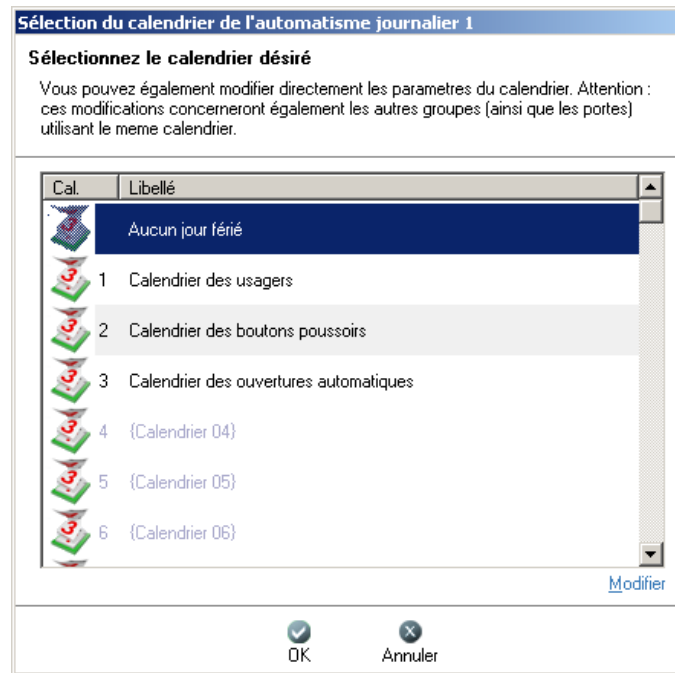 Sélection du calendrier de l'automatisme journalier 1
Sélectionnez le calendrier désiré
Vous pouvez également modifier directement les parametres du calendrier. Attention :
ces modifications concerneront également les autres groupes (ainsi que les portes)
utilisant le meme calendrier.
Cal. Libellé
Aucun jour férié
1 Calendrier des usagers
2 Calendrier des boutons poussoirs
3 Calendrier des ouvertures automatiques
4 {Calendrier 04}
5 {Calendrier 05}
6 {Calendrier 06}
Modifier
OK Annuler